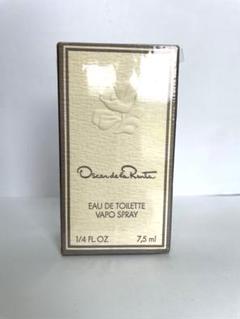 Oscar de la Renta
EAU DE TOILETTE
VAPO SPRAY
1/4 FL. OZ 7,5 ml